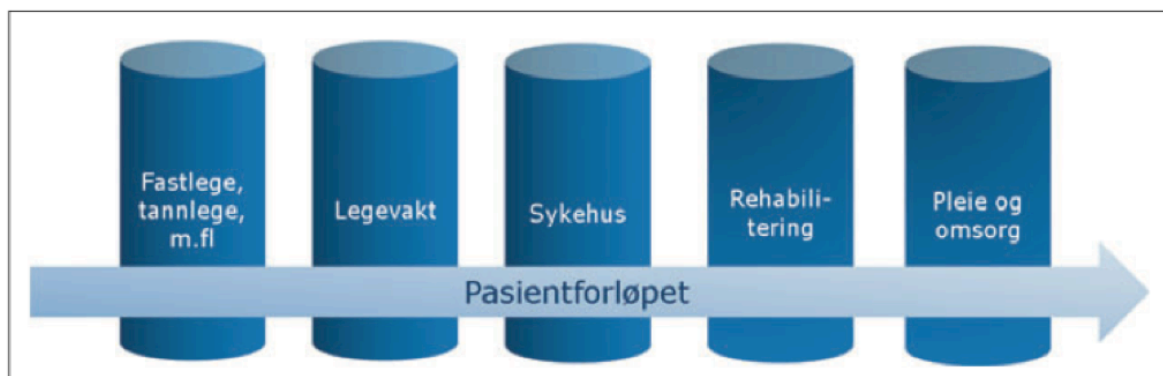 Fastlege,
tannlege,
m.fl
Legevakt
Sykehus
Rehabili-
tering
Pleie og
omsorg
Pasientforløpet